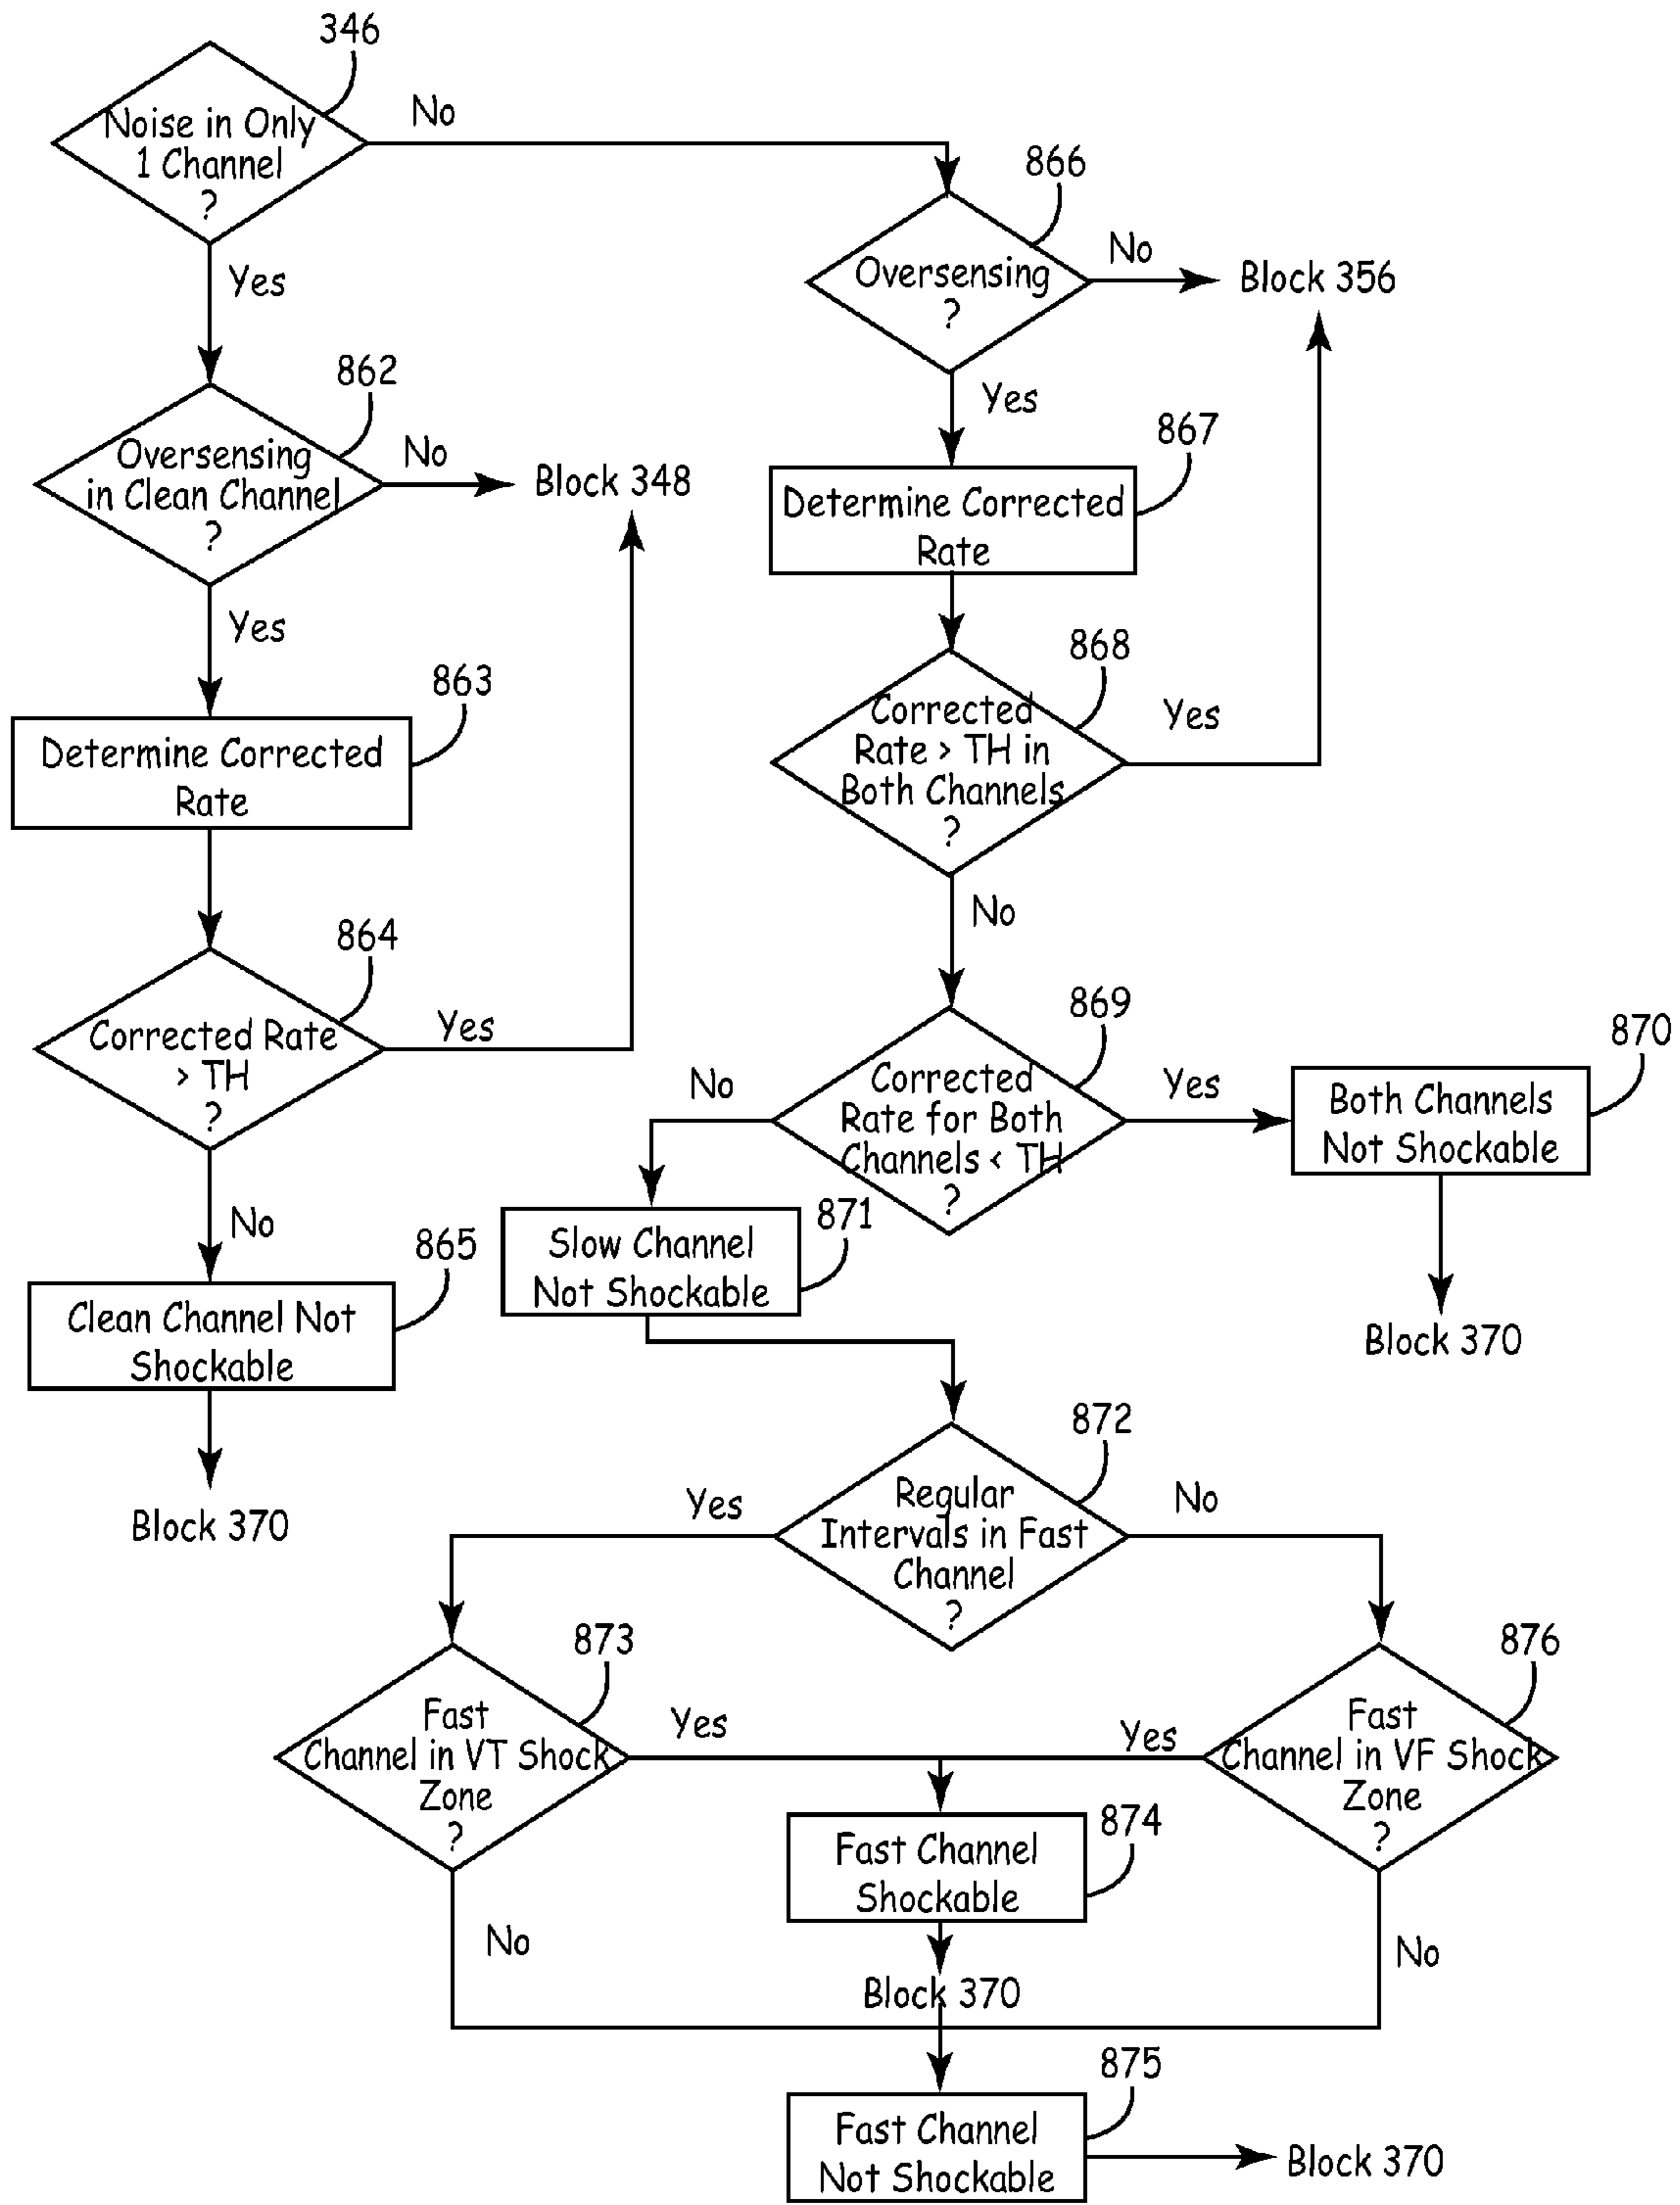 346
Noise in Only
1 Channel
?
No
Yes
866
Oversensing
?
No
Block 356
Yes
862
Oversensing
in Clean Channel
?
No
Block 348
Yes
867
Determine Corrected
Rate
863
Determine Corrected
Rate
868
Corrected
Rate > TH in
Both Channels
?
Yes
No
864
Corrected Rate
> TH
?
Yes
No
869
Corrected
Rate for Both
Channels < TH
?
No
Yes
870
Both Channels
Not Shockable
Block 370
865
Clean Channel Not
Shockable
Block 370
871
Slow Channel
Not Shockable
872
Regular
Intervals in Fast
Channel
?
Yes
No
873
Fast
Channel in VT Shock
Zone
?
Yes
No
876
Fast
Channel in VF Shock
Zone
?
Yes
No
874
Fast Channel
Shockable
Block 370
875
Fast Channel
Not Shockable
Block 370